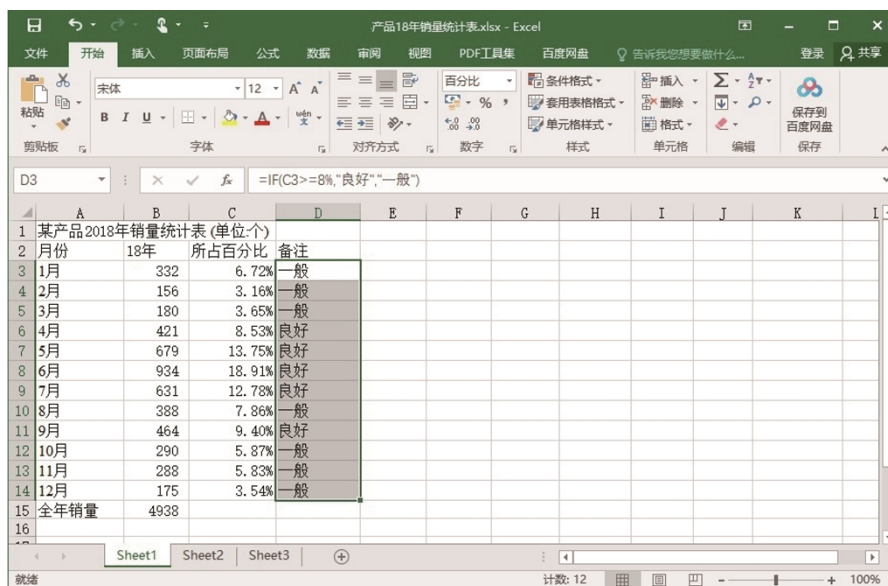 产品18年销量统计表.xlsx - Excel
文件 开始 插入 页面布局 公式 数据 审阅 视图 PDF工具集 百度网盘 告诉我您想要做什么... 登录 共享
宋体 12 A A 百分比 条件格式 插入 Σ
粘贴 B I U A wén 文 % , 套用表格格式 删除 保存到
.00 .00 单元格样式 格式 百度网盘
剪贴板 字体 对齐方式 数字 样式 单元格 编辑 保存
D3 fx =IF(C3>=8%,"良好","一般")
A B C D E F G H I J K L
1 某产品2018年销量统计表(单位:个)
2 月份 18年 所占百分比 备注
3 1月 332 6.72% 一般
4 2月 156 3.16% 一般
5 3月 180 3.65% 一般
6 4月 421 8.53% 良好
7 5月 679 13.75% 良好
8 6月 934 18.91% 良好
9 7月 631 12.78% 良好
10 8月 388 7.86% 一般
11 9月 464 9.40% 良好
12 10月 290 5.87% 一般
13 11月 288 5.83% 一般
14 12月 175 3.54% 一般
15 全年销量 4938
16
Sheet1 Sheet2 Sheet3
就绪 计数: 12 100%